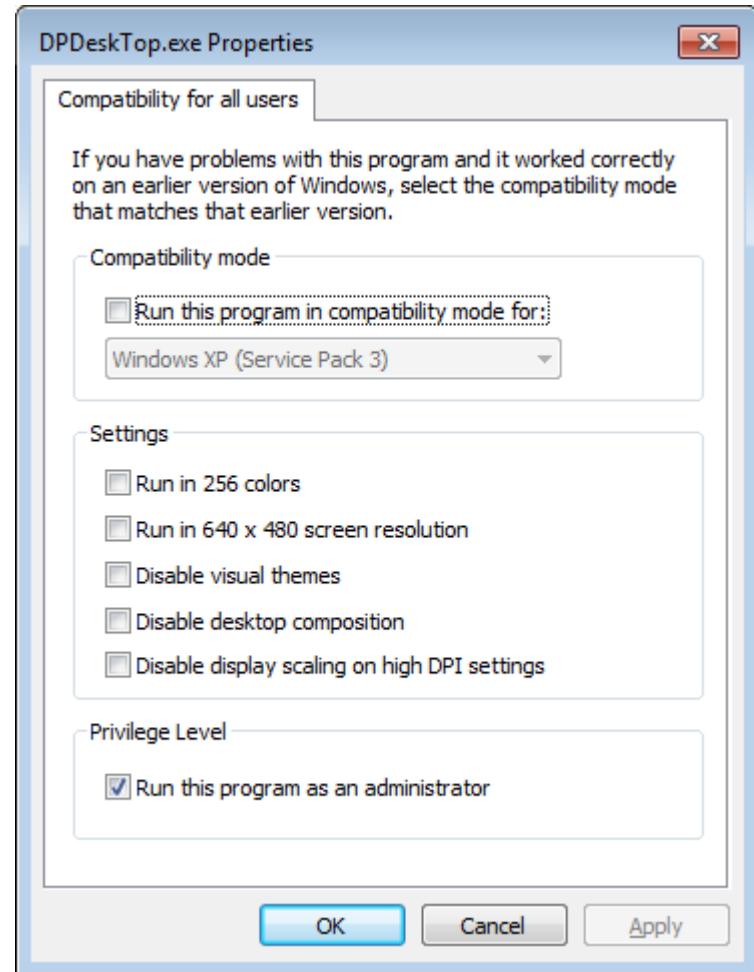 DPDeskTop.exe Properties
Compatibility for all users
If you have problems with this program and it worked correctly
on an earlier version of Windows, select the compatibility mode
that matches that earlier version.
Compatibility mode
Run this program in compatibility mode for:
Windows XP (Service Pack 3)
Settings
Run in 256 colors
Run in 640 x 480 screen resolution
Disable visual themes
Disable desktop composition
Disable display scaling on high DPI settings
Privilege Level
Run this program as an administrator
OK Cancel Apply